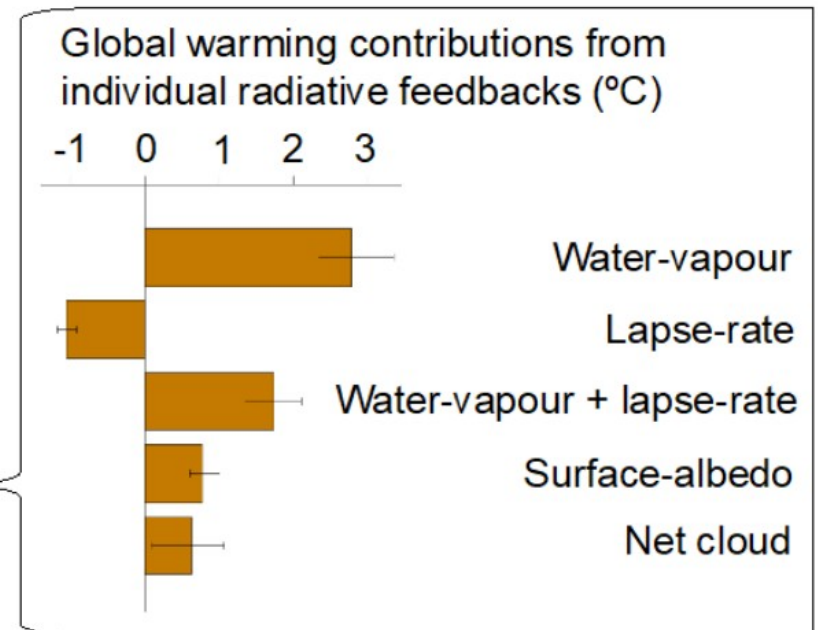 Global warming contributions from
individual radiative feedbacks (ºC)
-1 0 1 2 3
Water-vapour
Lapse-rate
Water-vapour + lapse-rate
Surface-albedo
Net cloud